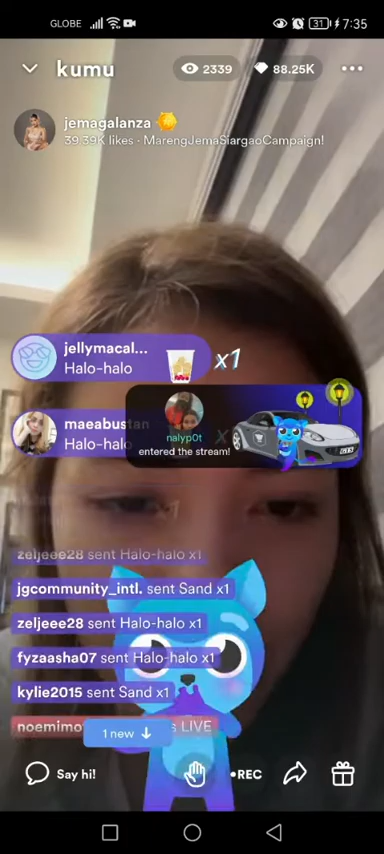 GLOBE 31 7:35
kumu 2339 88.25K
jemagalanza
39.39K likes · MarengJemaSiargaoCampaign!
jellymacal... x1
Halo-halo
maeabustan
Halo-halo
nalyp0t
entered the stream!
zeljeee28 sent Halo-halo x1
jgcommunity_intl. sent Sand x1
zeljeee28 sent Halo-halo x1
fyzaasha07 sent Halo-halo x1
kylie2015 sent Sand x1
LIVE
1 new
Say hi! REC